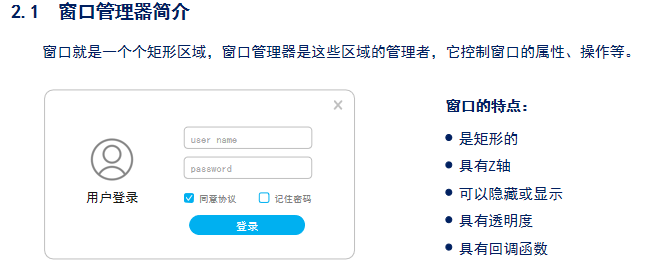 2.1 窗口管理器简介
窗口就是一个个矩形区域，窗口管理器是这些区域的管理者，它控制窗口的属性、操作等。
user name
password
用户登录
同意协议 记住密码
登录
窗口的特点：
是矩形的
具有Z轴
可以隐藏或显示
具有透明度
具有回调函数